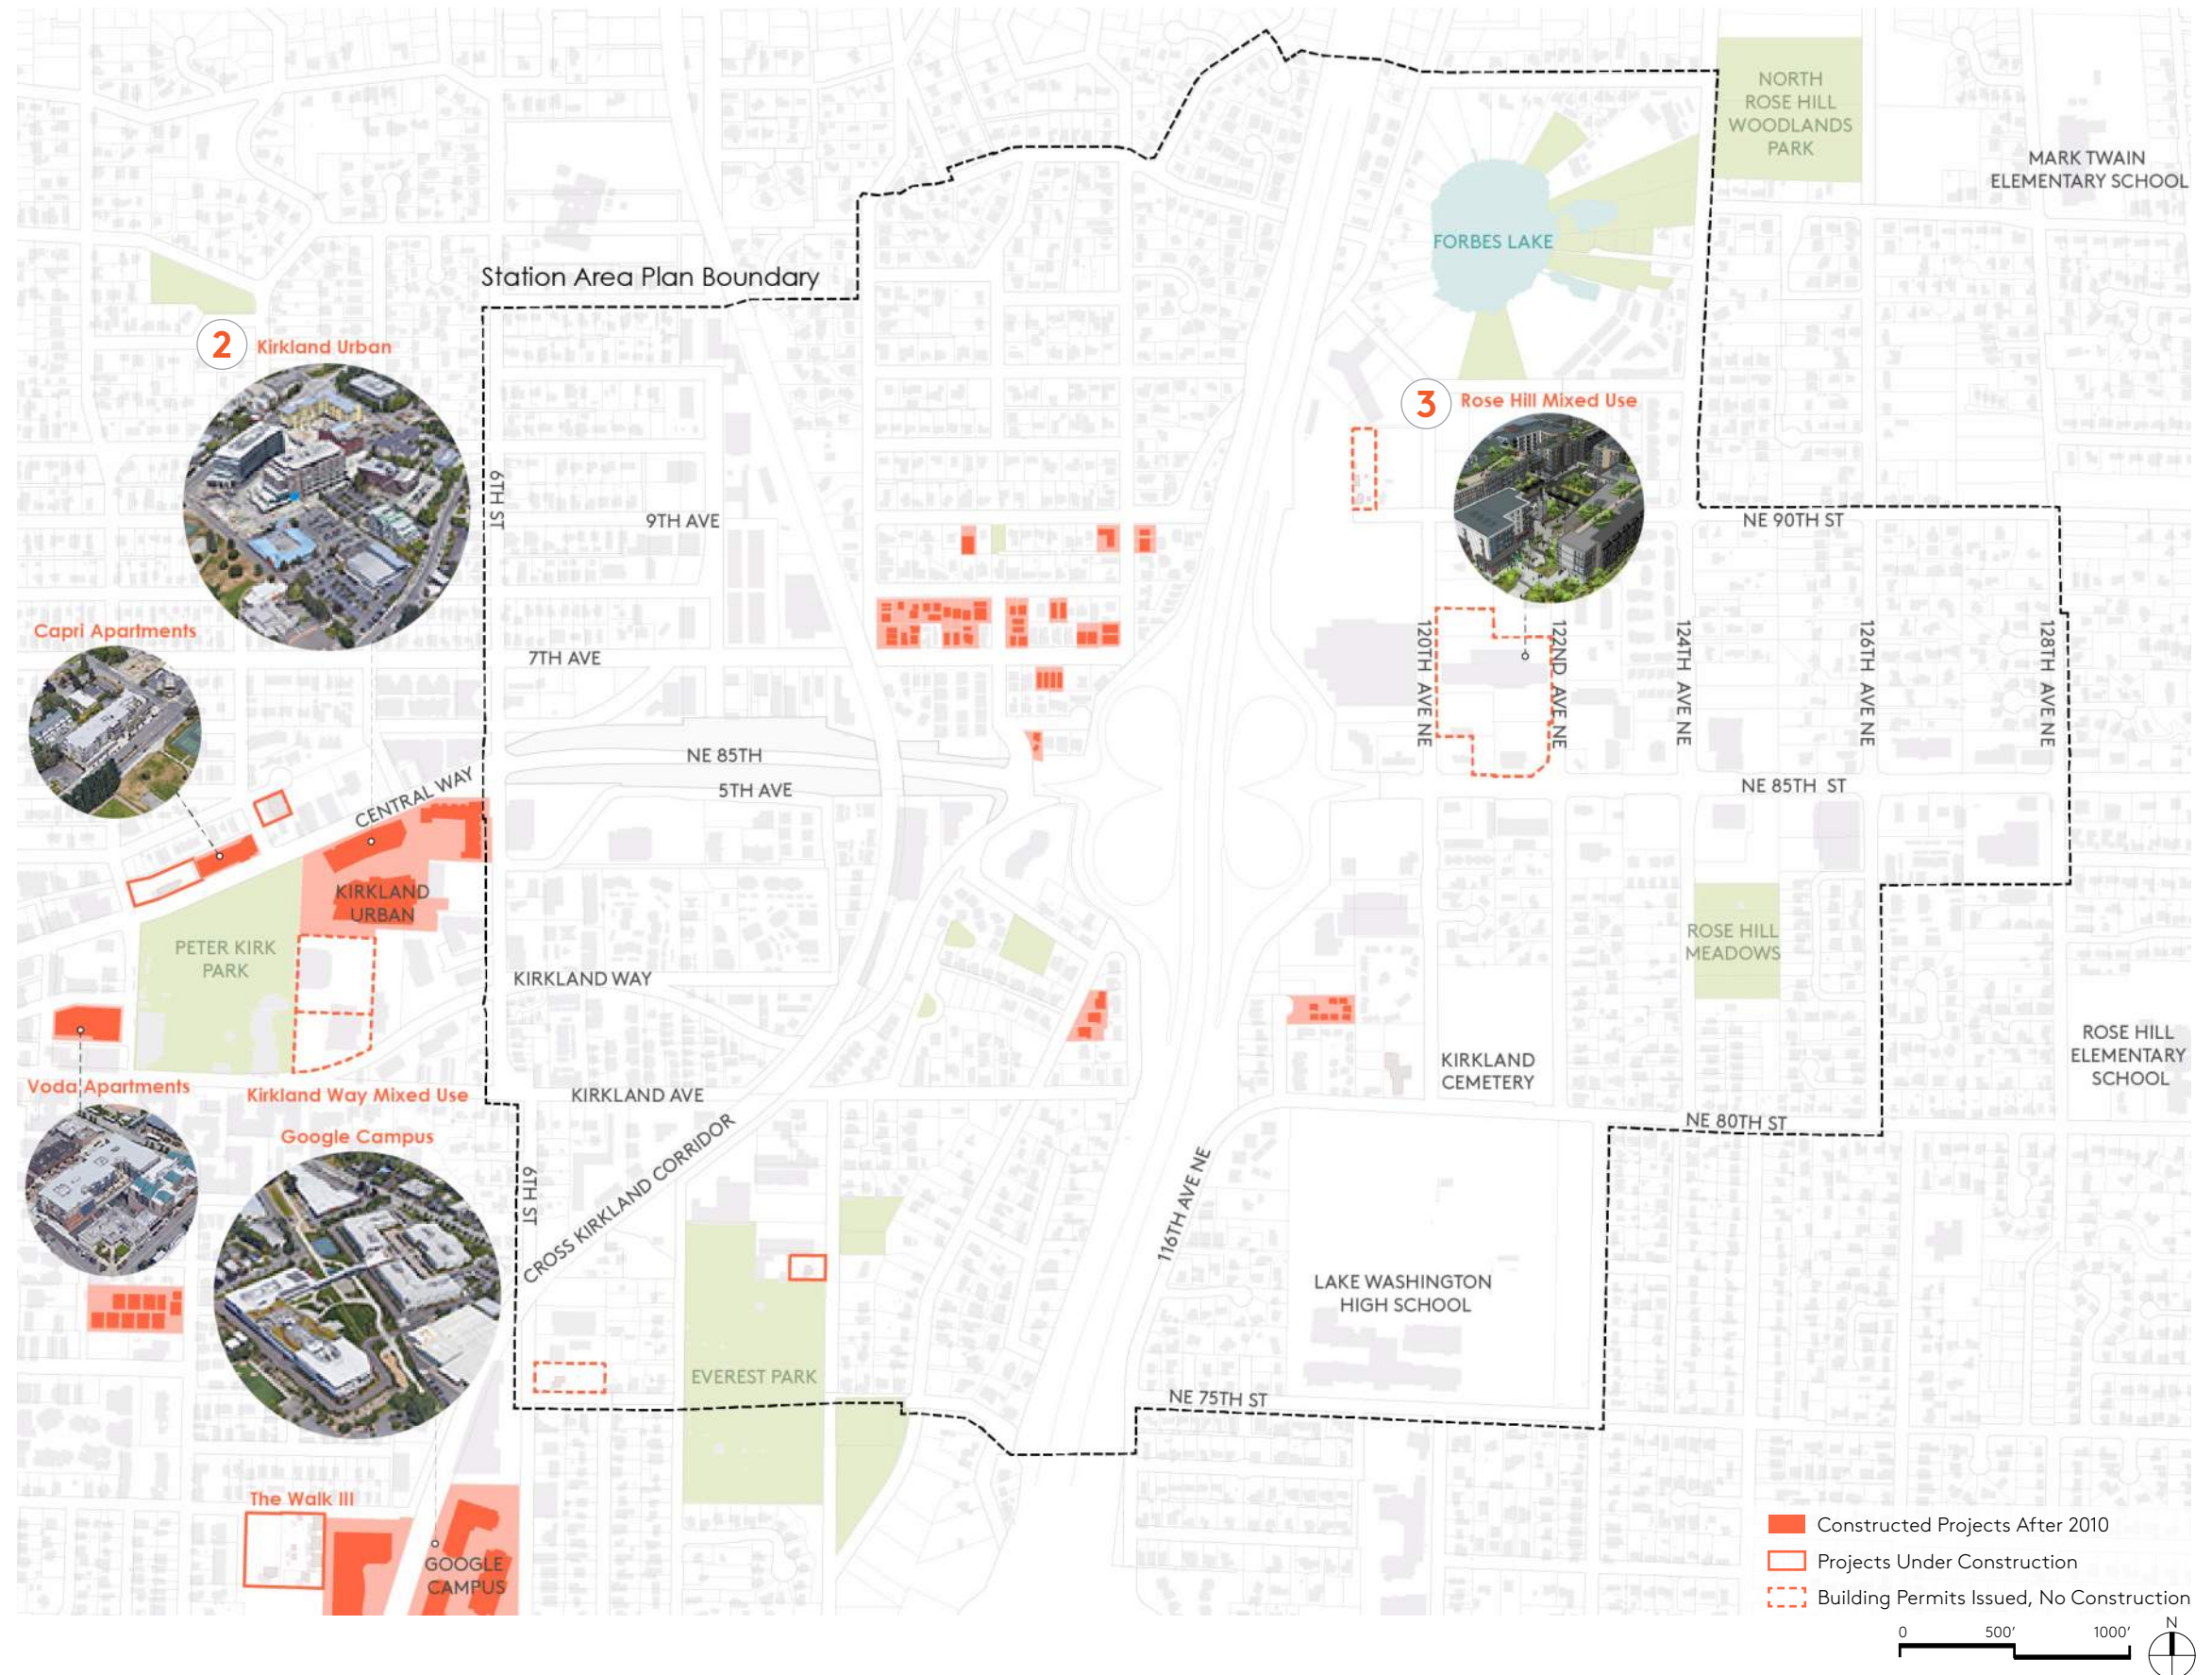 NORTH
ROSE HILL
WOODLANDS
PARK
MARK TWAIN
ELEMENTARY SCHOOL
FORBES LAKE
Station Area Plan Boundary
2
Kirkland Urban
3
Rose Hill Mixed Use
6TH ST
9TH AVE
NE 90TH ST
Capri Apartments
7TH AVE
120TH AVE NE
122ND AVE NE
124TH AVE NE
126TH AVE NE
128TH AVE NE
NE 85TH
5TH AVE
CENTRAL WAY
NE 85TH ST
KIRKLAND
URBAN
PETER KIRK
PARK
ROSE HILL
MEADOWS
KIRKLAND WAY
ROSE HILL
ELEMENTARY
SCHOOL
KIRKLAND
CEMETERY
Voda Apartments
Kirkland Way Mixed Use
KIRKLAND AVE
NE 80TH ST
Google Campus
6TH ST
CROSS KIRKLAND CORRIDOR
116TH AVE NE
LAKE WASHINGTON
HIGH SCHOOL
EVEREST PARK
NE 75TH ST
The Walk III
GOOGLE
CAMPUS
Constructed Projects After 2010
Projects Under Construction
Building Permits Issued, No Construction
0 500' 1000'
N